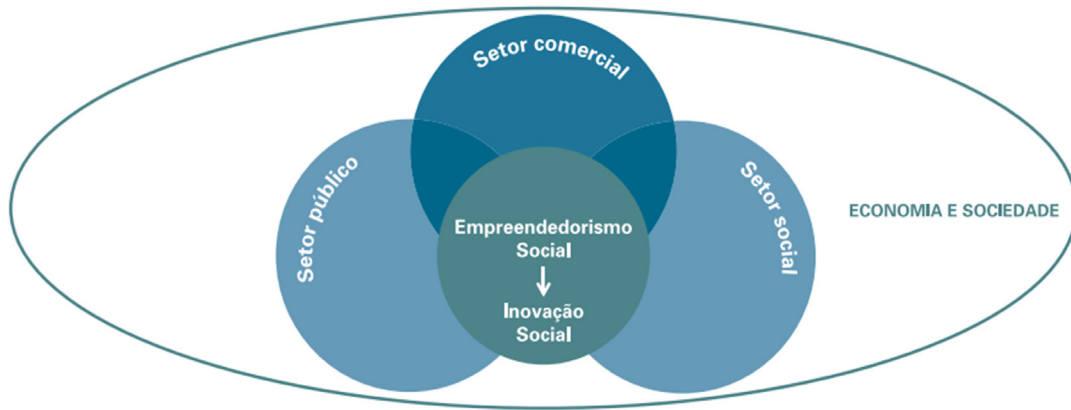 Setor comercial
Setor público
Setor social
ECONOMIA E SOCIEDADE
Empreendedorismo
Social
Inovação
Social